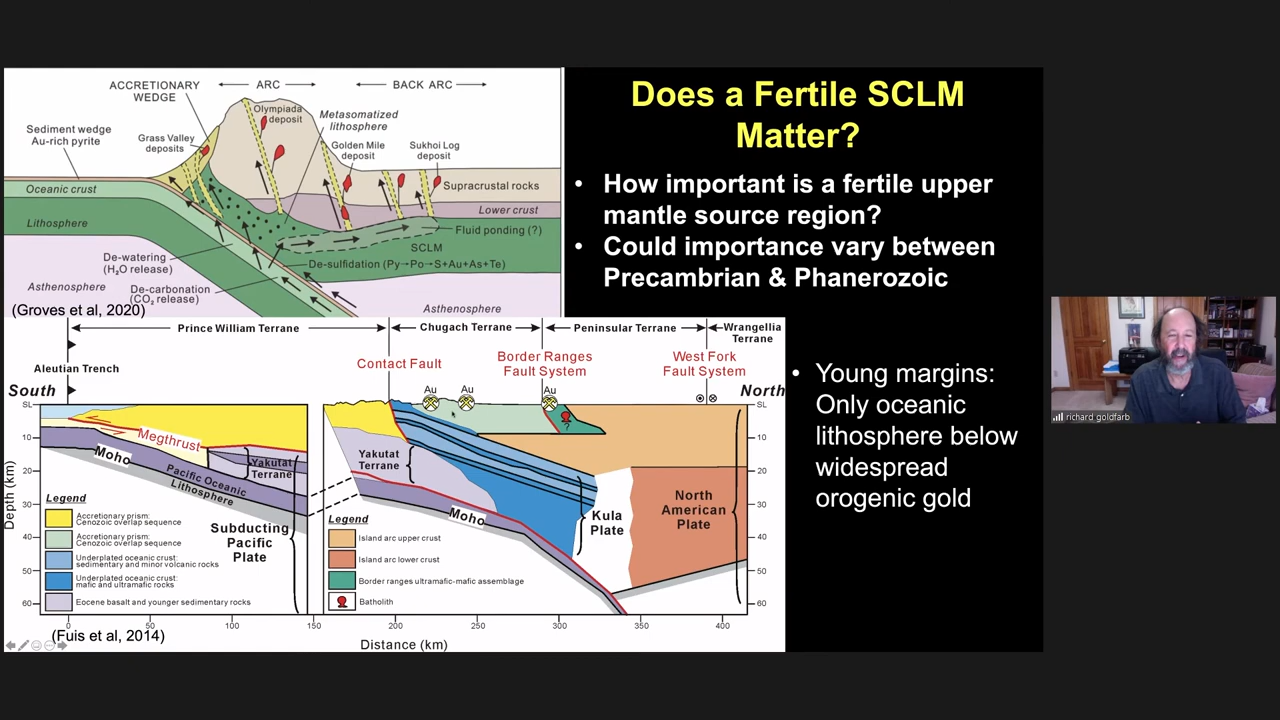 ACCRETIONARY
WEDGE
ARC
BACK ARC
Sediment wedge
Au-rich pyrite
Grass Valley
deposits
Olympiada
deposit
Metasomatized
lithosphere
Golden Mile
deposit
Sukhoi Log
deposit
Supracrustal rocks
Oceanic crust
Lower crust
Lithosphere
Fluid ponding (?)
SCLM
De-watering
(H₂O release)
De-sulfidation (Py→Po→S+Au+As+Te)
Asthenosphere
De-carbonation
(CO₂ release)
Asthenosphere
(Groves et al, 2020)
Does a Fertile SCLM
Matter?
• How important is a fertile upper
mantle source region?
• Could importance vary between
Precambrian & Phanerozoic
• Young margins:
Only oceanic
lithosphere below
widespread
orogenic gold
Prince William Terrane
Chugach Terrane
Peninsular Terrane
Wrangellia
Terrane
Aleutian Trench
Contact Fault
Border Ranges
Fault System
West Fork
Fault System
South
North
Au
Au
Au
SL
SL
10
20
30
40
50
60
10
20
30
40
50
60
Depth (km)
Megthrust
Moho
Yakutat
Terrane
Pacific Oceanic
Lithosphere
Subducting
Pacific
Plate
Yakutat
Terrane
?
Moho
Kula
Plate
North
American
Plate
Legend
Accretionary prism:
Cenozoic overlap sequence
Accretionary prism:
Cenozoic overlap sequence
Underplated oceanic crust:
sedimentary and minor volcanic rocks
Underplated oceanic crust:
mafic and ultramafic rocks
Eocene basalt and younger sedimentary rocks
Legend
Island arc upper crust
Island arc lower crust
Border ranges ultramafic-mafic assemblage
Batholith
0
50
100
150
200
250
300
350
400
Distance (km)
(Fuis et al, 2014)
richard goldfarb